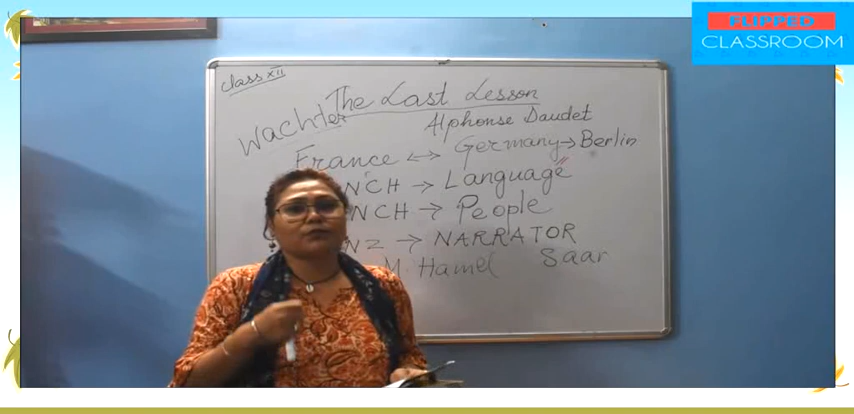 FLIPPED
CLASSROOM
Class XII
The Last Lesson
Alphonse Daudet
Wachter
France ↔ Germany → Berlin
NCH → Language
NCH → People
NZ → NARRATOR
M. Hamel Saar